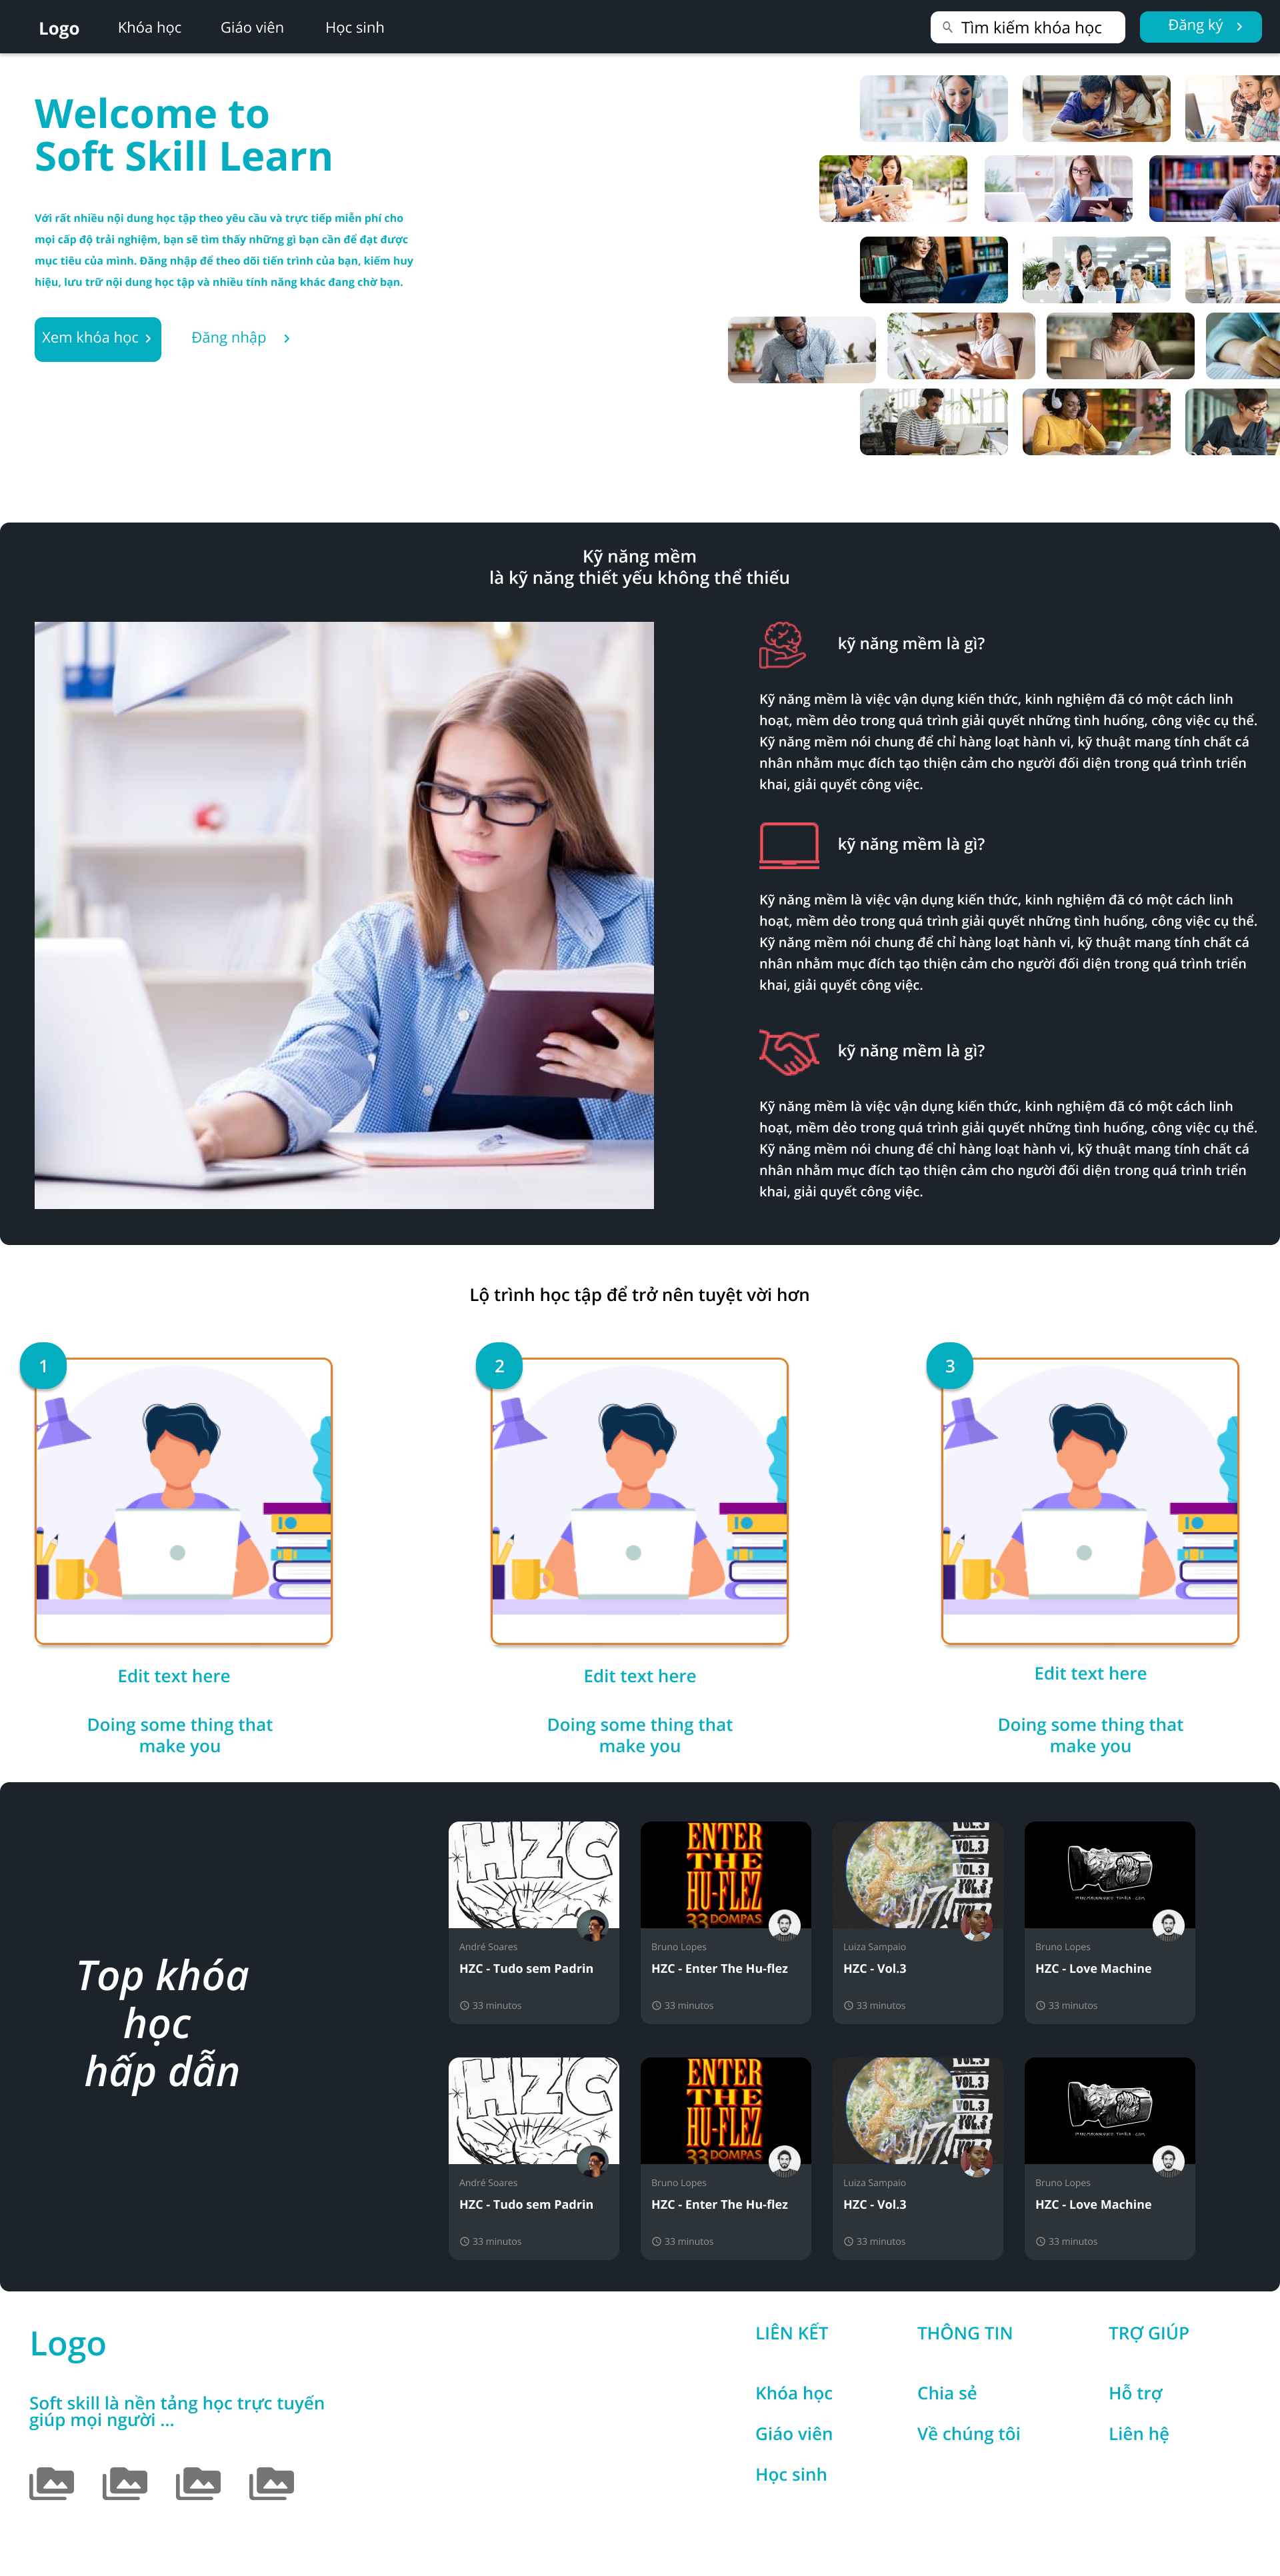 Logo
Khóa học
Giáo viên
Học sinh
Tìm kiếm khóa học
Đăng ký
Welcome to
Soft Skill Learn
Với rất nhiều nội dung học tập theo yêu cầu và trực tiếp miễn phí cho
mọi cấp độ trải nghiệm, bạn sẽ tìm thấy những gì bạn cần để đạt được
mục tiêu của mình. Đăng nhập để theo dõi tiến trình của bạn, kiếm huy
hiệu, lưu trữ nội dung học tập và nhiều tính năng khác đang chờ bạn.
Xem khóa học
Đăng nhập
Kỹ năng mềm
là kỹ năng thiết yếu không thể thiếu
kỹ năng mềm là gì?
Kỹ năng mềm là việc vận dụng kiến thức, kinh nghiệm đã có một cách linh
hoạt, mềm dẻo trong quá trình giải quyết những tình huống, công việc cụ thể.
Kỹ năng mềm nói chung để chỉ hàng loạt hành vi, kỹ thuật mang tính chất cá
nhân nhằm mục đích tạo thiện cảm cho người đối diện trong quá trình triển
khai, giải quyết công việc.
kỹ năng mềm là gì?
Kỹ năng mềm là việc vận dụng kiến thức, kinh nghiệm đã có một cách linh
hoạt, mềm dẻo trong quá trình giải quyết những tình huống, công việc cụ thể.
Kỹ năng mềm nói chung để chỉ hàng loạt hành vi, kỹ thuật mang tính chất cá
nhân nhằm mục đích tạo thiện cảm cho người đối diện trong quá trình triển
khai, giải quyết công việc.
kỹ năng mềm là gì?
Kỹ năng mềm là việc vận dụng kiến thức, kinh nghiệm đã có một cách linh
hoạt, mềm dẻo trong quá trình giải quyết những tình huống, công việc cụ thể.
Kỹ năng mềm nói chung để chỉ hàng loạt hành vi, kỹ thuật mang tính chất cá
nhân nhằm mục đích tạo thiện cảm cho người đối diện trong quá trình triển
khai, giải quyết công việc.
Lộ trình học tập để trở nên tuyệt vời hơn
1
2
3
Edit text here
Edit text here
Edit text here
Doing some thing that
make you
Doing some thing that
make you
Doing some thing that
make you
Top khóa
học
hấp dẫn
HZC
André Soares
HZC - Tudo sem Padrin
33 minutos
ENTER
THE
HU-FLEZ
33 DOMPAS
Bruno Lopes
HZC - Enter The Hu-flez
33 minutos
VOL.3
VOL.3
VOL.3
VOL.3
Luiza Sampaio
HZC - Vol.3
33 minutos
Bruno Lopes
HZC - Love Machine
33 minutos
HZC
André Soares
HZC - Tudo sem Padrin
33 minutos
ENTER
THE
HU-FLEZ
33 DOMPAS
Bruno Lopes
HZC - Enter The Hu-flez
33 minutos
VOL.3
VOL.3
VOL.3
VOL.3
Luiza Sampaio
HZC - Vol.3
33 minutos
Bruno Lopes
HZC - Love Machine
33 minutos
Logo
Soft skill là nền tảng học trực tuyến
giúp mọi người ...
LIÊN KẾT
Khóa học
Giáo viên
Học sinh
THÔNG TIN
Chia sẻ
Về chúng tôi
TRỢ GIÚP
Hỗ trợ
Liên hệ